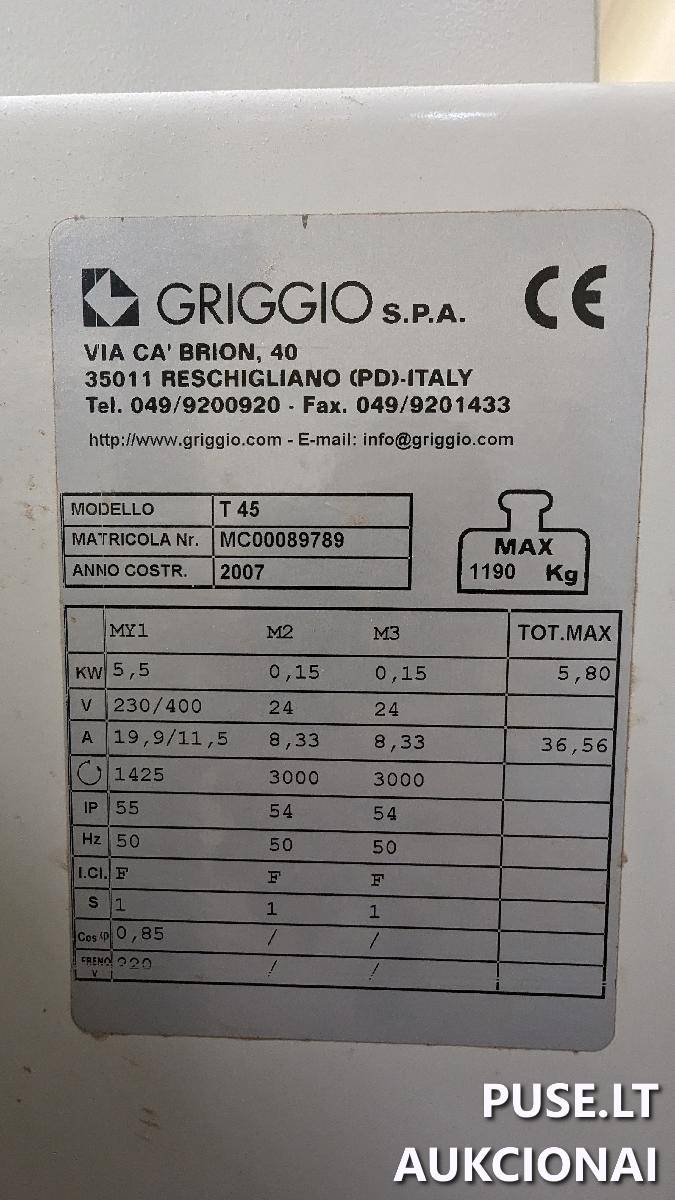 GRIGGIO S.P.A. CE
VIA CA' BRION, 40
35011 RESCHIGLIANO (PD)-ITALY
Tel. 049/9200920 - Fax. 049/9201433
http://www.griggio.com - E-mail: info@griggio.com
MODELLO T 45
MATRICOLA Nr. MC00089789
ANNO COSTR. 2007
MAX
1190 Kg
MY1 M2 M3 TOT.MAX
KW 5,5 0,15 0,15 5,80
V 230/400 24 24
A 19,9/11,5 8,33 8,33 36,56
1425 3000 3000
IP 55 54 54
Hz 50 50 50
I.Cl. F F F
S 1 1 1
Cos φ 0,85 / /
FRENO V 220 / /
PUSE.LT
AUKCIONAI